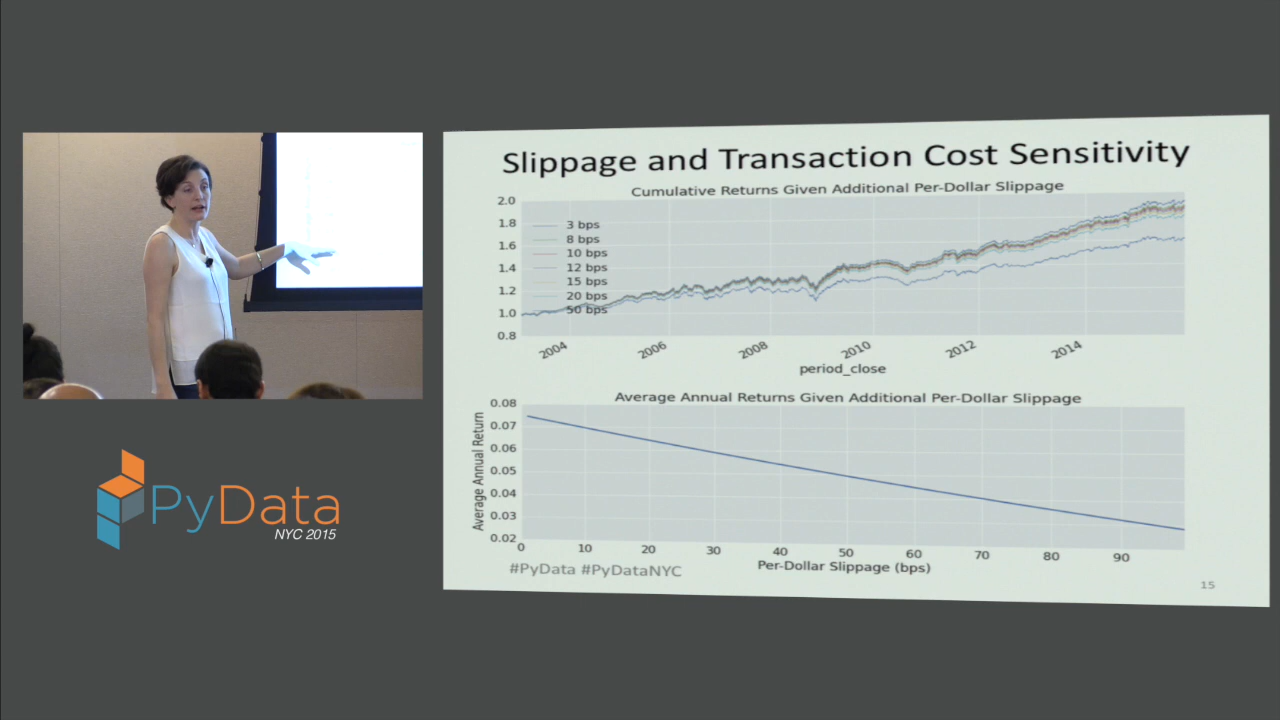 Slippage and Transaction Cost Sensitivity
Cumulative Returns Given Additional Per-Dollar Slippage
2.0
1.8
1.6
1.4
1.2
1.0
0.8
3 bps
8 bps
10 bps
12 bps
15 bps
20 bps
50 bps
2004 2006 2008 2010 2012 2014
period_close
Average Annual Returns Given Additional Per-Dollar Slippage
Average Annual Return
0.08
0.07
0.06
0.05
0.04
0.03
0.02
0 10 20 30 40 50 60 70 80 90
Per-Dollar Slippage (bps)
#PyData #PyDataNYC
15
PyData
NYC 2015